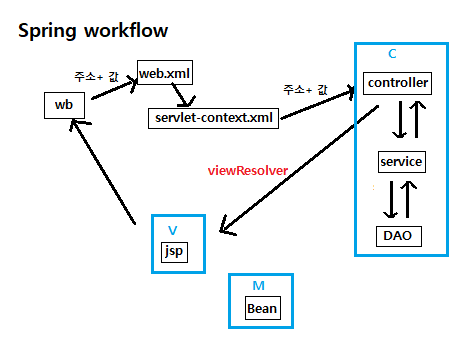 Spring workflow
C
주소+ 값
web.xml
주소+ 값
controller
wb
servlet-context.xml
viewResolver
service
V
jsp
DAO
M
Bean